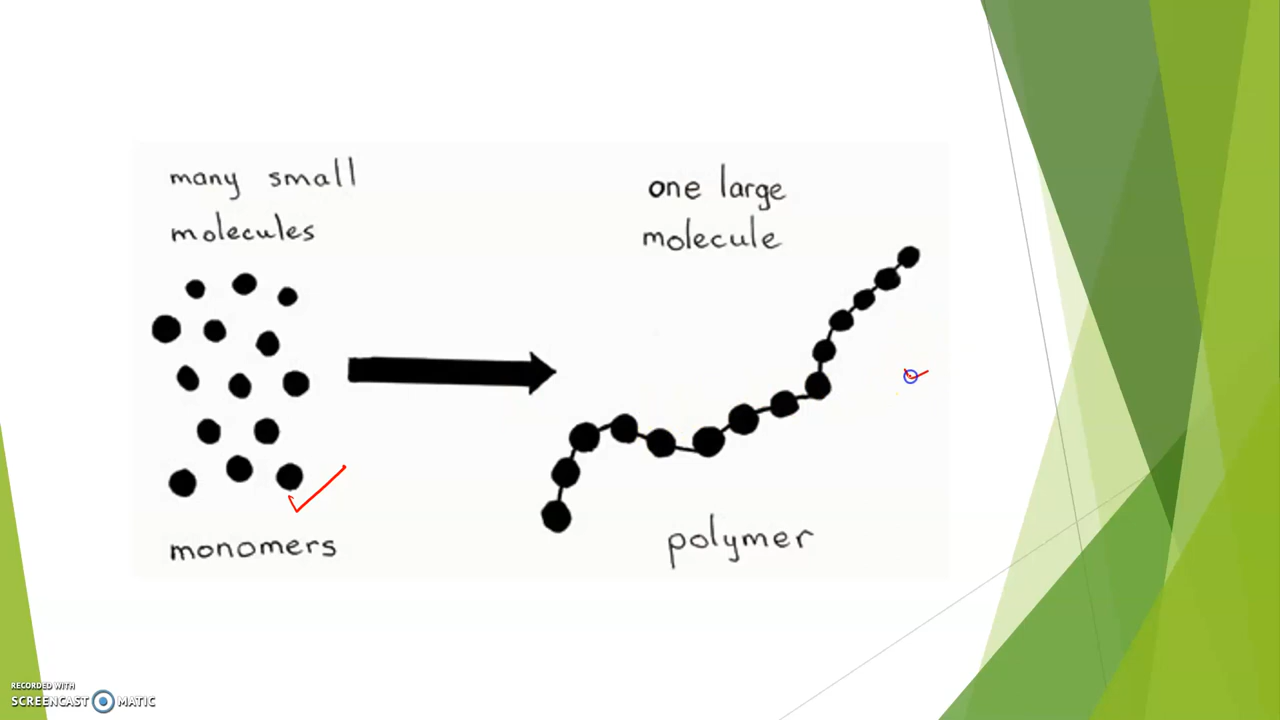 many small
molecules
one large
molecule
monomers
polymer
RECORDED WITH
SCREENCAST MATIC